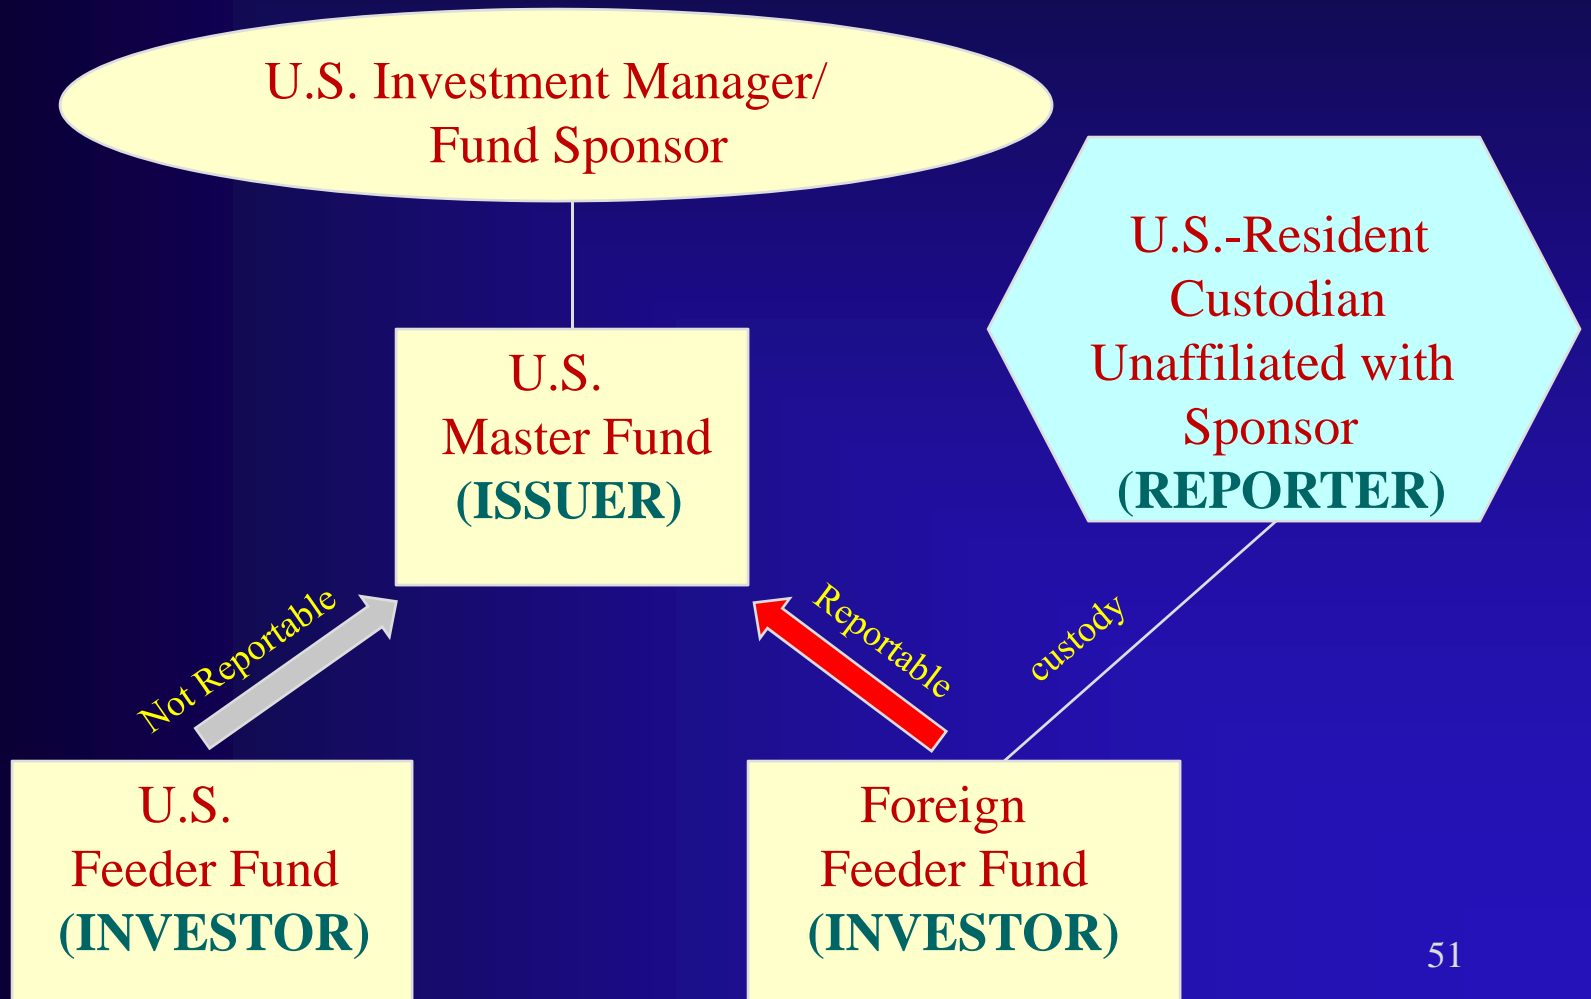 U.S. Investment Manager/
Fund Sponsor
U.S.-Resident
Custodian
Unaffiliated with
Sponsor
(REPORTER)
U.S.
Master Fund
(ISSUER)
Not Reportable
Reportable
custody
U.S.
Feeder Fund
(INVESTOR)
Foreign
Feeder Fund
(INVESTOR)
51